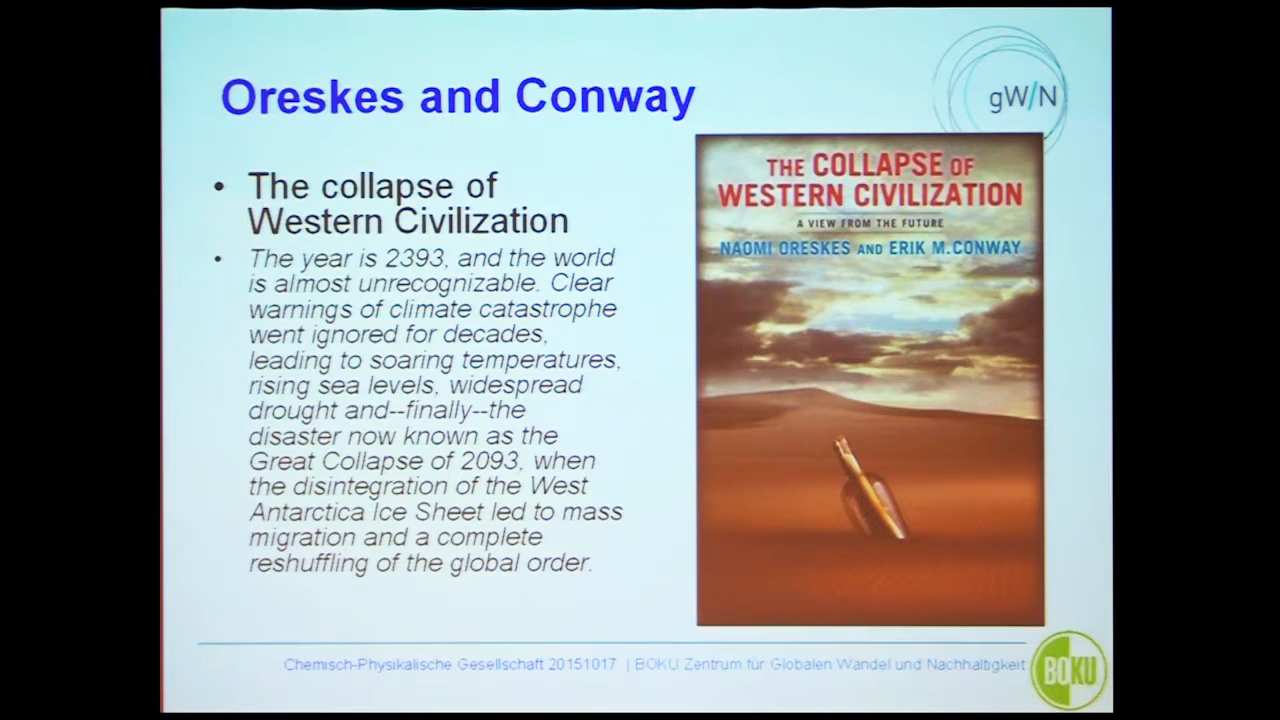 Oreskes and Conway
gW/N
• The collapse of
Western Civilization
• The year is 2393, and the world
is almost unrecognizable. Clear
warnings of climate catastrophe
went ignored for decades,
leading to soaring temperatures,
rising sea levels, widespread
drought and--finally--the
disaster now known as the
Great Collapse of 2093, when
the disintegration of the West
Antarctica Ice Sheet led to mass
migration and a complete
reshuffling of the global order.
THE COLLAPSE OF
WESTERN CIVILIZATION
A VIEW FROM THE FUTURE
NAOMI ORESKES AND ERIK M. CONWAY
Chemisch-Physikalische Gesellschaft 20151017 | BOKU Zentrum für Globalen Wandel und Nachhaltigkeit
BOKU